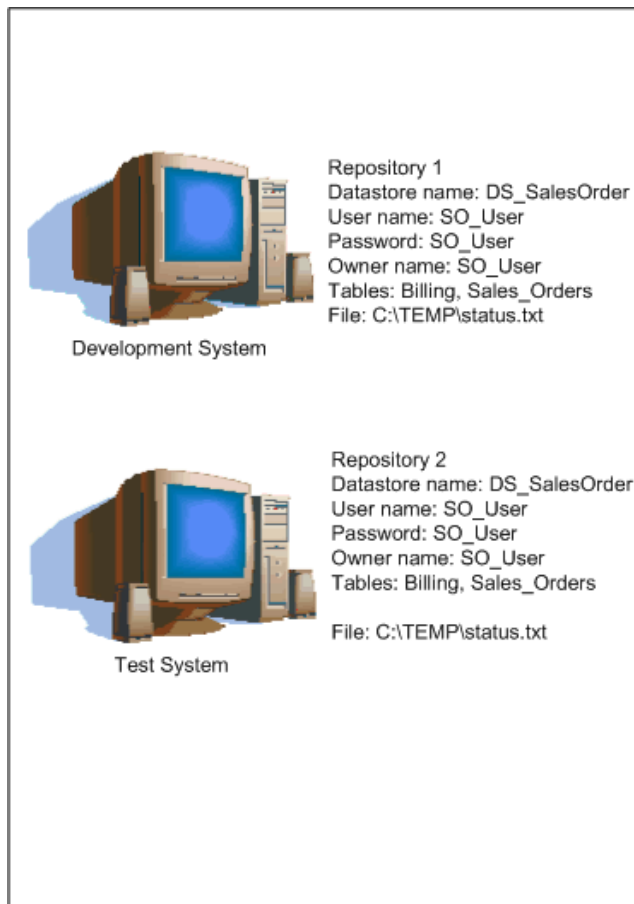 Repository 1
Datastore name: DS_SalesOrder
User name: SO_User
Password: SO_User
Owner name: SO_User
Tables: Billing, Sales_Orders
File: C:\TEMP\status.txt
Development System
Repository 2
Datastore name: DS_SalesOrder
User name: SO_User
Password: SO_User
Owner name: SO_User
Tables: Billing, Sales_Orders
File: C:\TEMP\status.txt
Test System